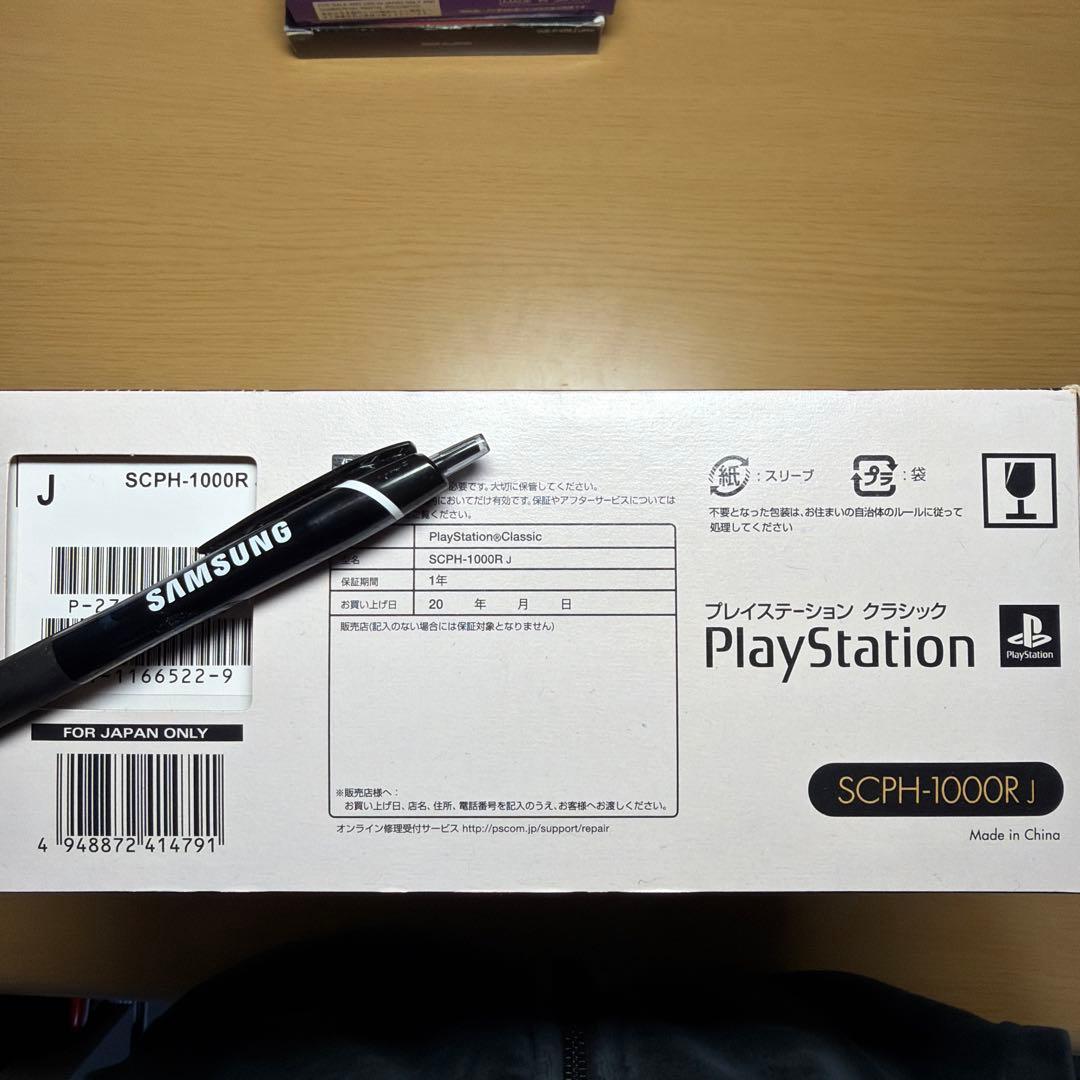 J
SCPH-1000R
P-27
1166522-9
FOR JAPAN ONLY
4 948872 414791
SAMSUNG
必要です。大切に保管してください。
においてだけ有効です。保証やアフターサービスについては
覧ください。
PlayStation®Classic
型名 SCPH-1000R J
保証期間 1年
お買い上げ日 20 年 月 日
販売店(記入のない場合には保証対象となりません)
※販売店様へ:
お買い上げ日、店名、住所、電話番号を記入のうえ、お客様へお渡しください。
オンライン修理受付サービス http://pscom.jp/support/repair
紙 : スリーブ プラ : 袋
不要となった包装は、お住まいの自治体のルールに従って
処理してください
プレイステーション クラシック
PlayStation
PlayStation
SCPH-1000R J
Made in China